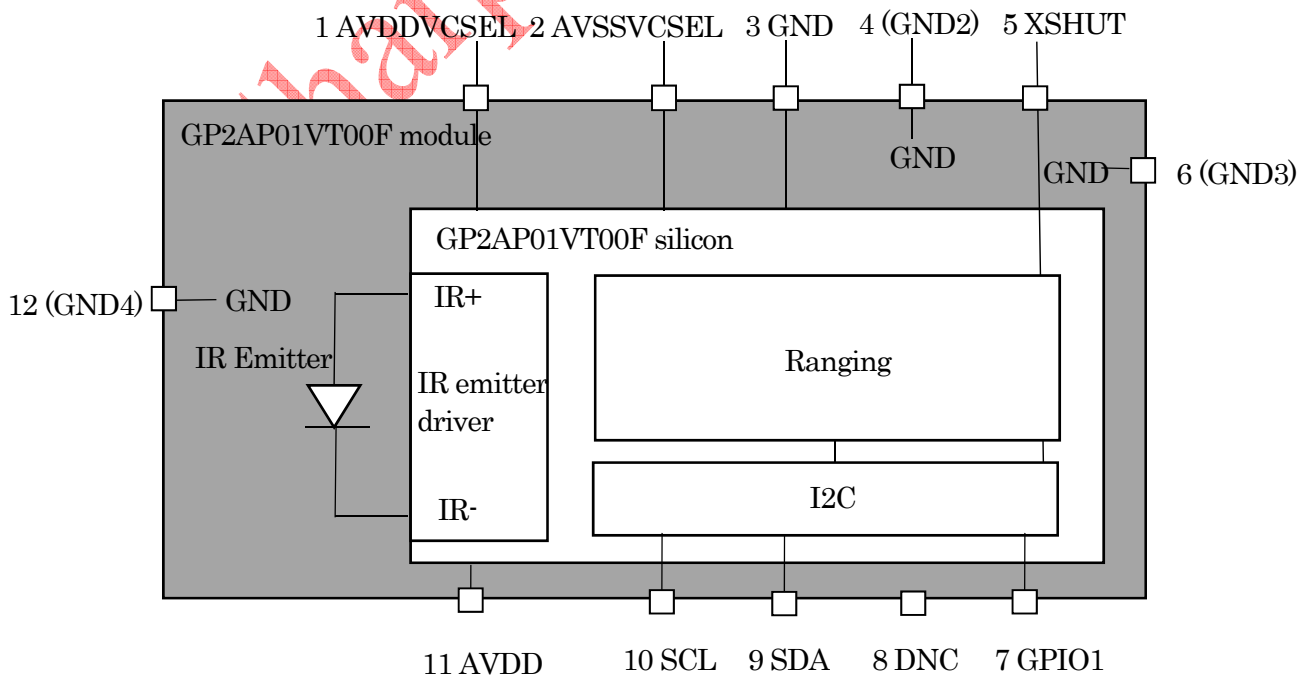 1 AVDDVCSEL 2 AVSSVCSEL 3 GND 4 (GND2) 5 XSHUT
GP2AP01VT00F module
GND
GND 6 (GND3)
GP2AP01VT00F silicon
12 (GND4) GND
IR+
IR Emitter
Ranging
IR emitter
driver
I2C
IR-
11 AVDD 10 SCL 9 SDA 8 DNC 7 GPIO1